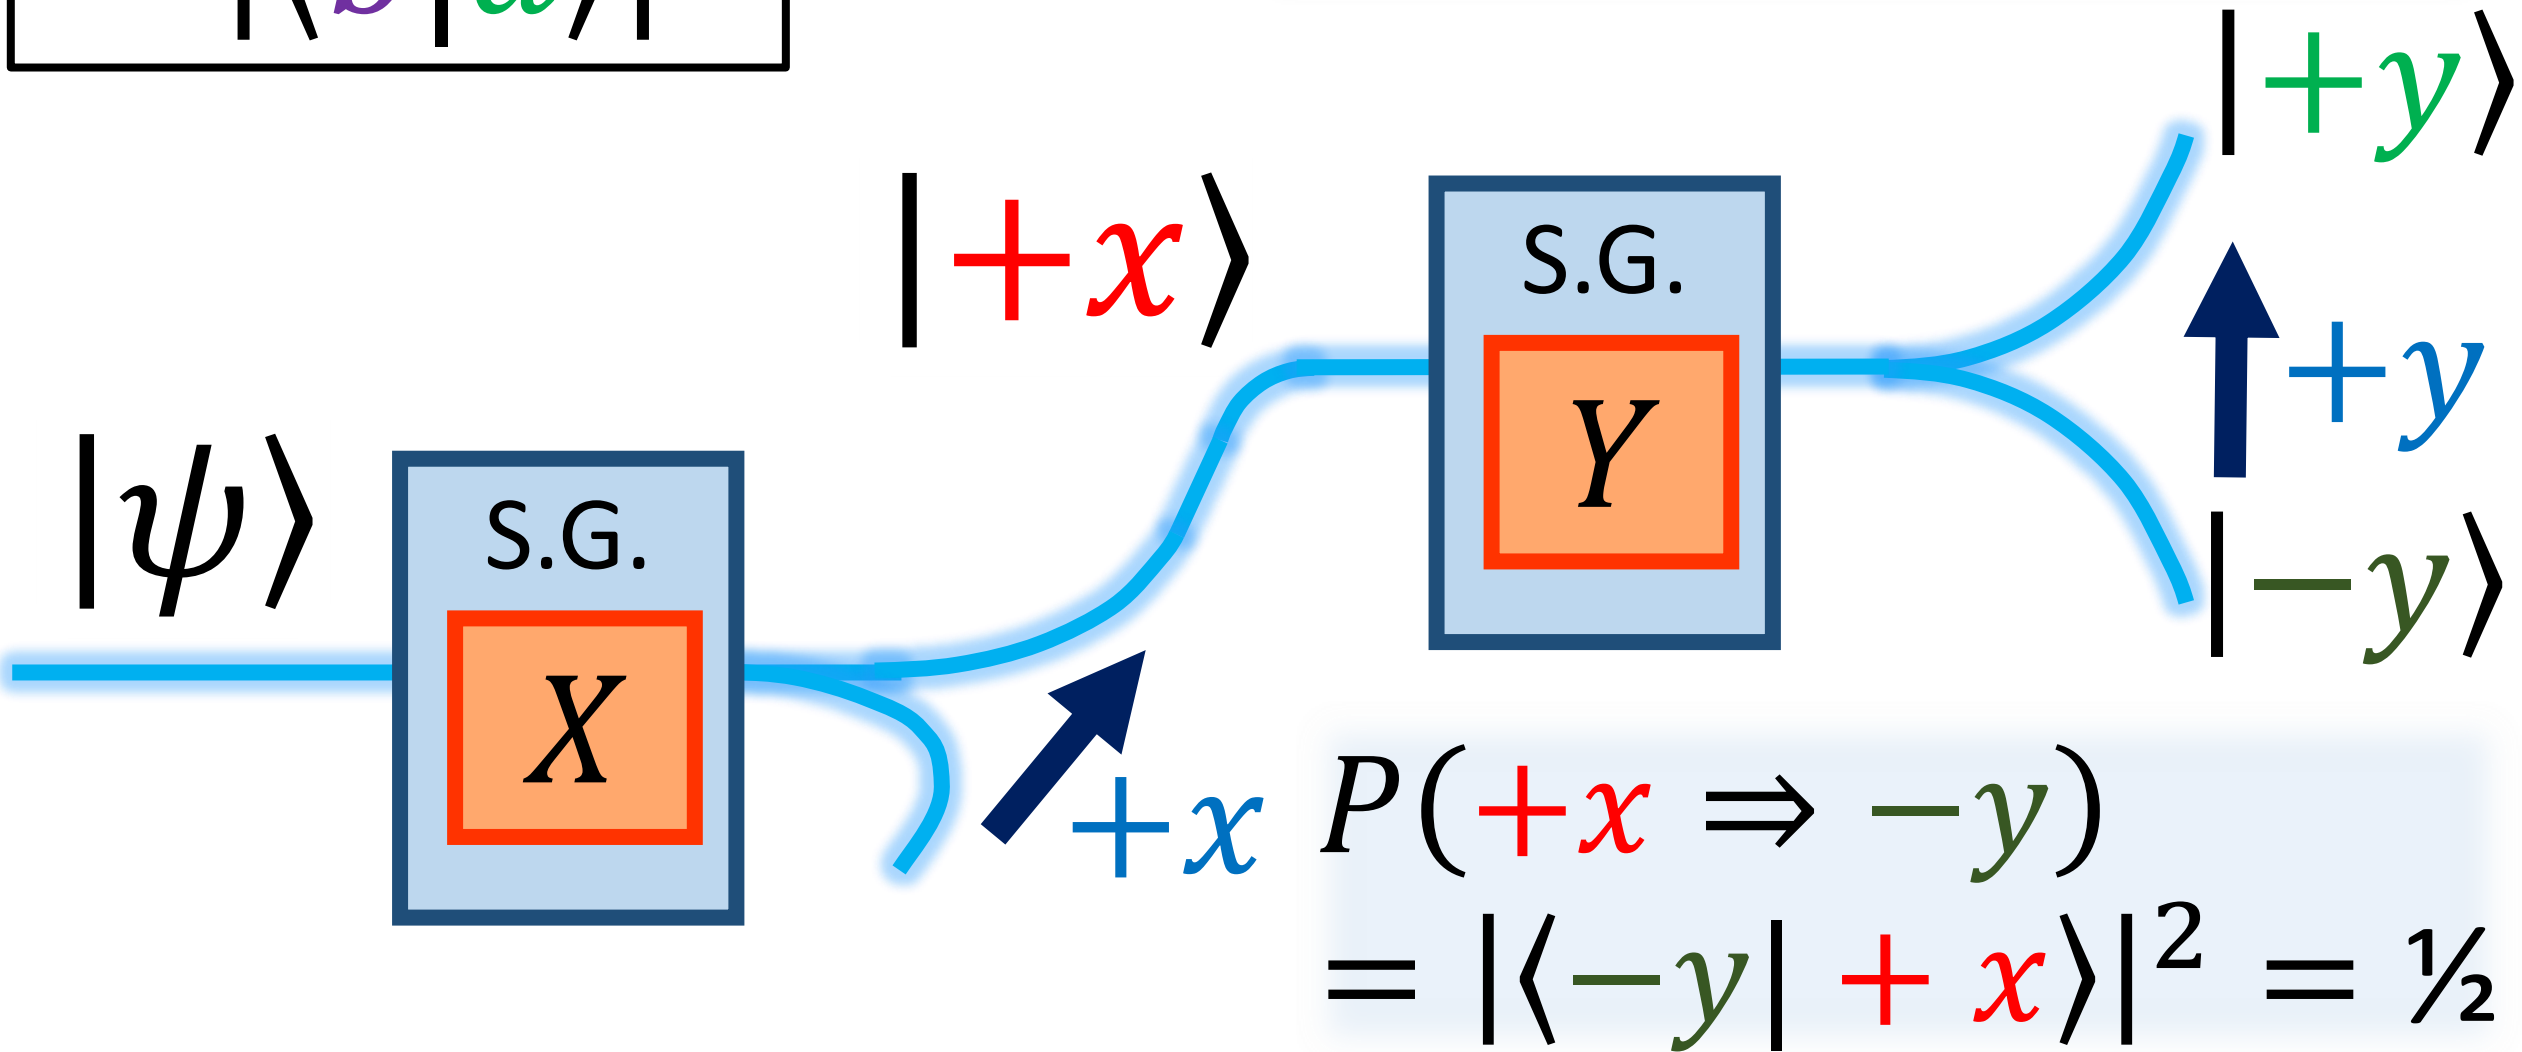 |⟨b|a⟩|
|+y⟩
|+x⟩
S.G.
Y
+y
|ψ⟩
S.G.
X
|−y⟩
+x
P(+x ⇒ −y)
= |⟨−y| + x⟩|² = ½